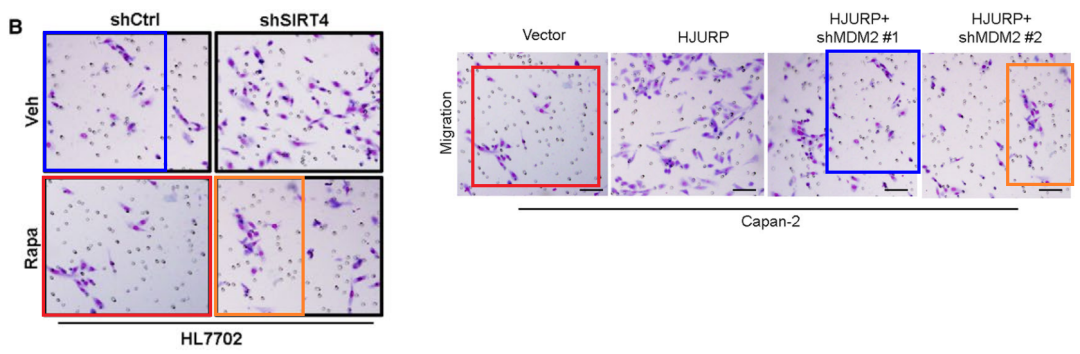 B
shCtrl
shSIRT4
Veh
Rapa
HL7702
Vector
HJURP
HJURP+
shMDM2 #1
HJURP+
shMDM2 #2
Migration
Capan-2